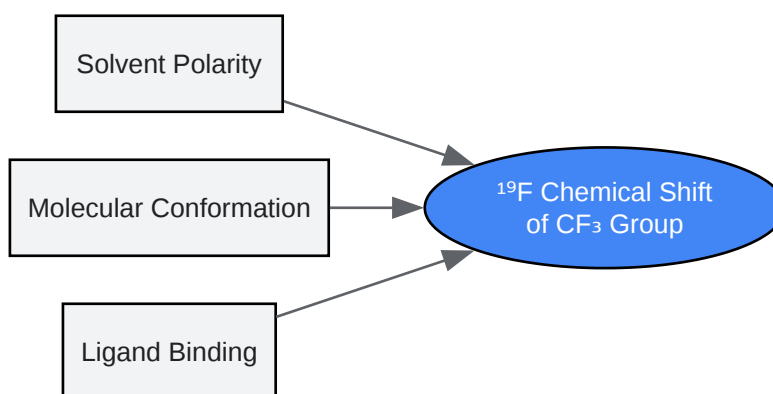 Solvent Polarity
Molecular Conformation
Ligand Binding
¹⁹F Chemical Shift
of CF₃ Group